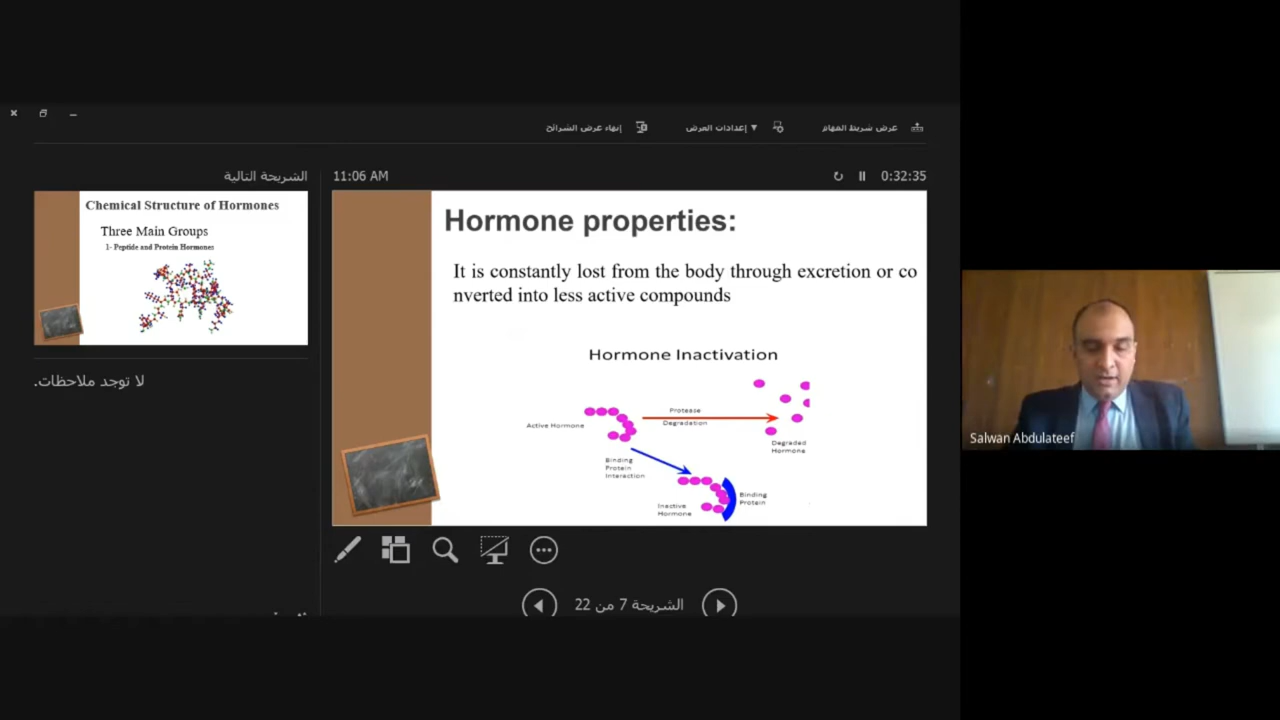 عرض شريط المهام
إعدادات العرض ▼
إنهاء عرض الشرائح
0:32:35
11:06 AM
الشريحة التالية
Hormone properties:
It is constantly lost from the body through excretion or co
nverted into less active compounds
Hormone Inactivation
Active Hormone
Protease
Degradation
Degraded
Hormone
Binding
Protein
Interaction
Inactive
Hormone
Binding
Protein
Chemical Structure of Hormones
Three Main Groups
1- Peptide and Protein Hormones
لا توجد ملاحظات.
الشريحة 7 من 22
Salwan Abdulateef